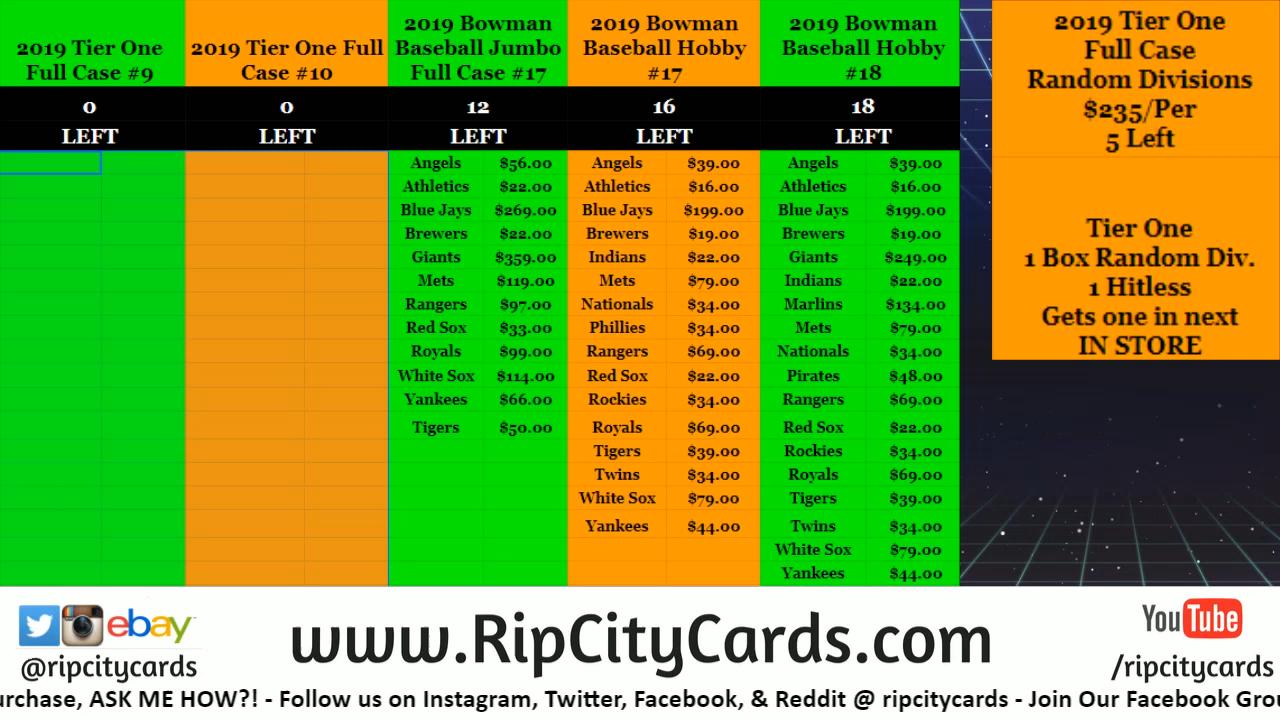 2019 Tier One
Full Case #9
0
LEFT
2019 Tier One Full
Case #10
0
LEFT
2019 Bowman
Baseball Jumbo
Full Case #17
12
LEFT
Angels $56.00
Athletics $22.00
Blue Jays $269.00
Brewers $22.00
Giants $359.00
Mets $119.00
Rangers $97.00
Red Sox $33.00
Royals $99.00
White Sox $114.00
Yankees $66.00
Tigers $50.00
2019 Bowman
Baseball Hobby
#17
16
LEFT
Angels $39.00
Athletics $16.00
Blue Jays $199.00
Brewers $19.00
Indians $22.00
Mets $79.00
Nationals $34.00
Phillies $34.00
Rangers $69.00
Red Sox $22.00
Rockies $34.00
Royals $69.00
Tigers $39.00
Twins $34.00
White Sox $79.00
Yankees $44.00
2019 Bowman
Baseball Hobby
#18
18
LEFT
Angels $39.00
Athletics $16.00
Blue Jays $199.00
Brewers $19.00
Giants $249.00
Indians $22.00
Marlins $134.00
Mets $79.00
Nationals $34.00
Pirates $48.00
Rangers $69.00
Red Sox $22.00
Rockies $34.00
Royals $69.00
Tigers $39.00
Twins $34.00
White Sox $79.00
Yankees $44.00
2019 Tier One
Full Case
Random Divisions
$235/Per
5 Left
Tier One
1 Box Random Div.
1 Hitless
Gets one in next
IN STORE
ebay
@ripcitycards
www.RipCityCards.com
YouTube
/ripcitycards
urchase, ASK ME HOW?! - Follow us on Instagram, Twitter, Facebook, & Reddit @ ripcitycards - Join Our Facebook Grou